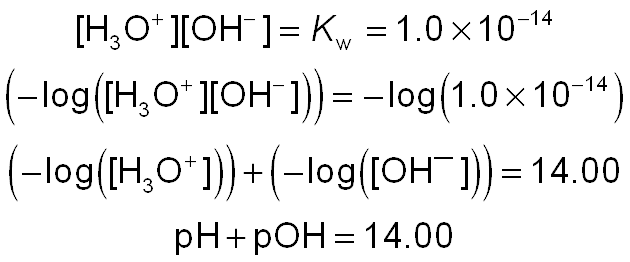 [H₃O⁺][OH⁻] = K_w = 1.0×10⁻¹⁴
(−log([H₃O⁺][OH⁻])) = −log(1.0×10⁻¹⁴)
(−log([H₃O⁺])) + (−log([OH⁻])) = 14.00
pH + pOH = 14.00